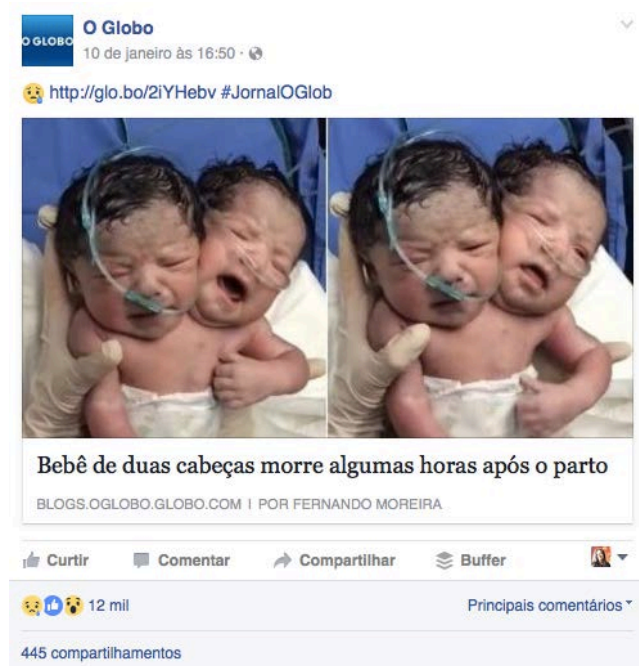 O GLOBO
O Globo
10 de janeiro às 16:50 ·
http://glo.bo/2iYHebv #JornalOGlob
Bebê de duas cabeças morre algumas horas após o parto
BLOGS.OGLOBO.GLOBO.COM | POR FERNANDO MOREIRA
Curtir Comentar Compartilhar Buffer
12 mil Principais comentários
445 compartilhamentos